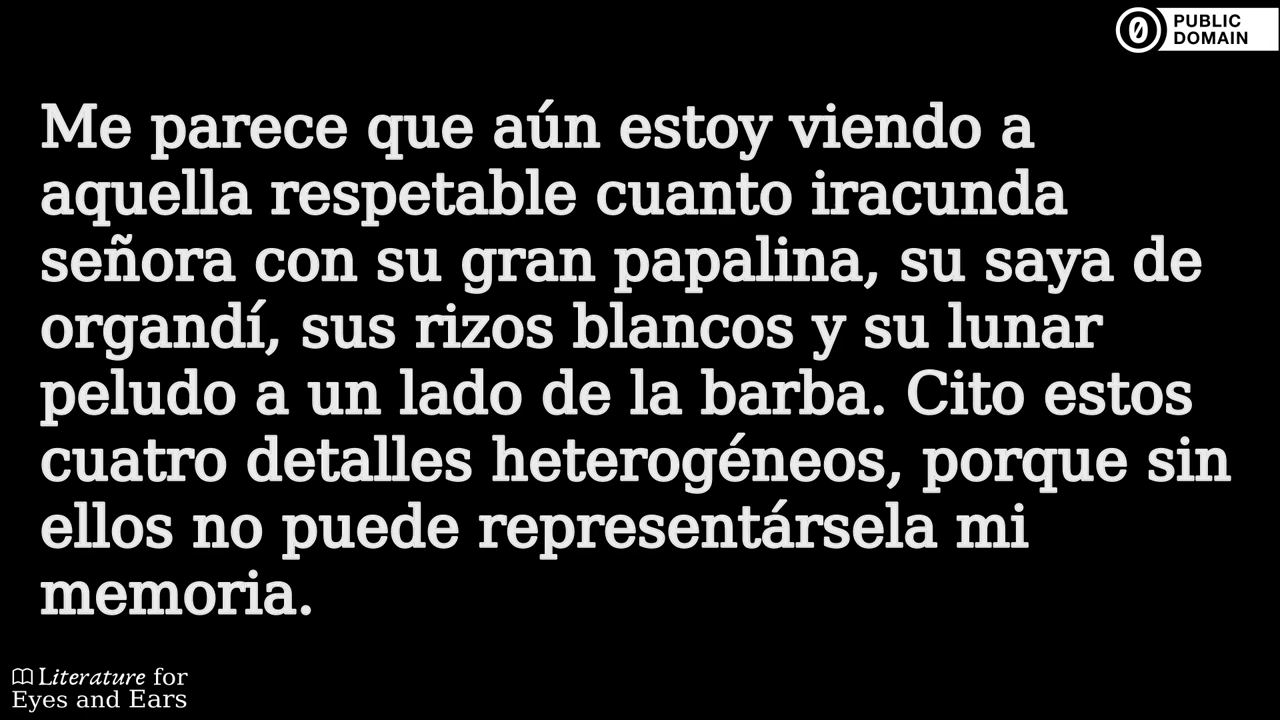 PUBLIC
DOMAIN
Me parece que aún estoy viendo a
aquella respetable cuanto iracunda
señora con su gran papalina, su saya de
organdí, sus rizos blancos y su lunar
peludo a un lado de la barba. Cito estos
cuatro detalles heterogéneos, porque sin
ellos no puede representársela mi
memoria.
Literature for
Eyes and Ears